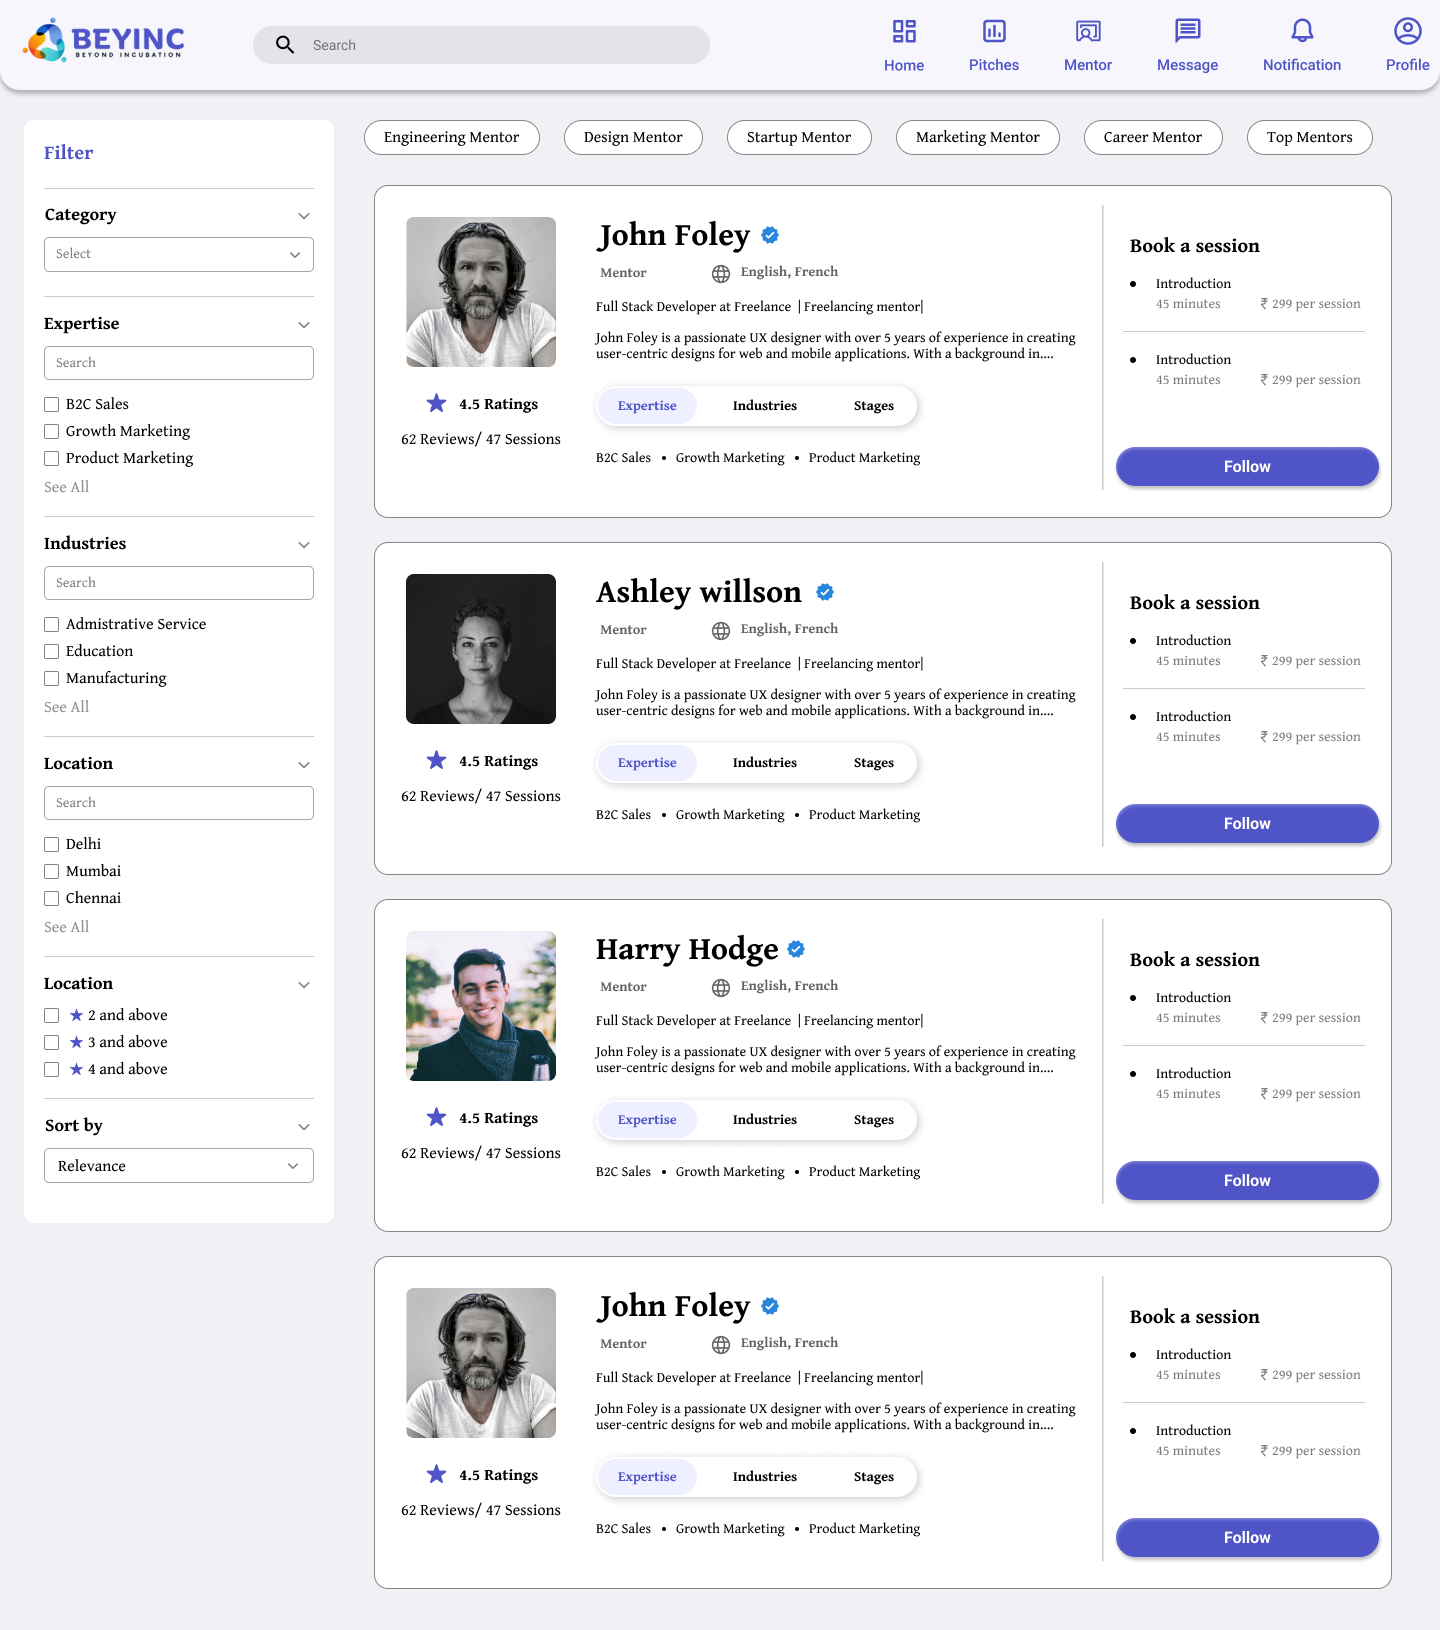 BEYINC
BEYOND INCUBATION
Search
Home
Pitches
Mentor
Message
Notification
Profile
Filter
Category
Select
Expertise
Search
B2C Sales
Growth Marketing
Product Marketing
See All
Industries
Search
Admistrative Service
Education
Manufacturing
See All
Location
Search
Delhi
Mumbai
Chennai
See All
Location
2 and above
3 and above
4 and above
Sort by
Relevance
Engineering Mentor
Design Mentor
Startup Mentor
Marketing Mentor
Career Mentor
Top Mentors
John Foley
Mentor
English, French
Full Stack Developer at Freelance | Freelancing mentor|
John Foley is a passionate UX designer with over 5 years of experience in creating
user-centric designs for web and mobile applications. With a background in....
4.5 Ratings
62 Reviews/ 47 Sessions
Expertise
Industries
Stages
B2C Sales • Growth Marketing • Product Marketing
Book a session
• Introduction
45 minutes ₹ 299 per session
• Introduction
45 minutes ₹ 299 per session
Follow
Ashley willson
Mentor
English, French
Full Stack Developer at Freelance | Freelancing mentor|
John Foley is a passionate UX designer with over 5 years of experience in creating
user-centric designs for web and mobile applications. With a background in....
4.5 Ratings
62 Reviews/ 47 Sessions
Expertise
Industries
Stages
B2C Sales • Growth Marketing • Product Marketing
Book a session
• Introduction
45 minutes ₹ 299 per session
• Introduction
45 minutes ₹ 299 per session
Follow
Harry Hodge
Mentor
English, French
Full Stack Developer at Freelance | Freelancing mentor|
John Foley is a passionate UX designer with over 5 years of experience in creating
user-centric designs for web and mobile applications. With a background in....
4.5 Ratings
62 Reviews/ 47 Sessions
Expertise
Industries
Stages
B2C Sales • Growth Marketing • Product Marketing
Book a session
• Introduction
45 minutes ₹ 299 per session
• Introduction
45 minutes ₹ 299 per session
Follow
John Foley
Mentor
English, French
Full Stack Developer at Freelance | Freelancing mentor|
John Foley is a passionate UX designer with over 5 years of experience in creating
user-centric designs for web and mobile applications. With a background in....
4.5 Ratings
62 Reviews/ 47 Sessions
Expertise
Industries
Stages
B2C Sales • Growth Marketing • Product Marketing
Book a session
• Introduction
45 minutes ₹ 299 per session
• Introduction
45 minutes ₹ 299 per session
Follow